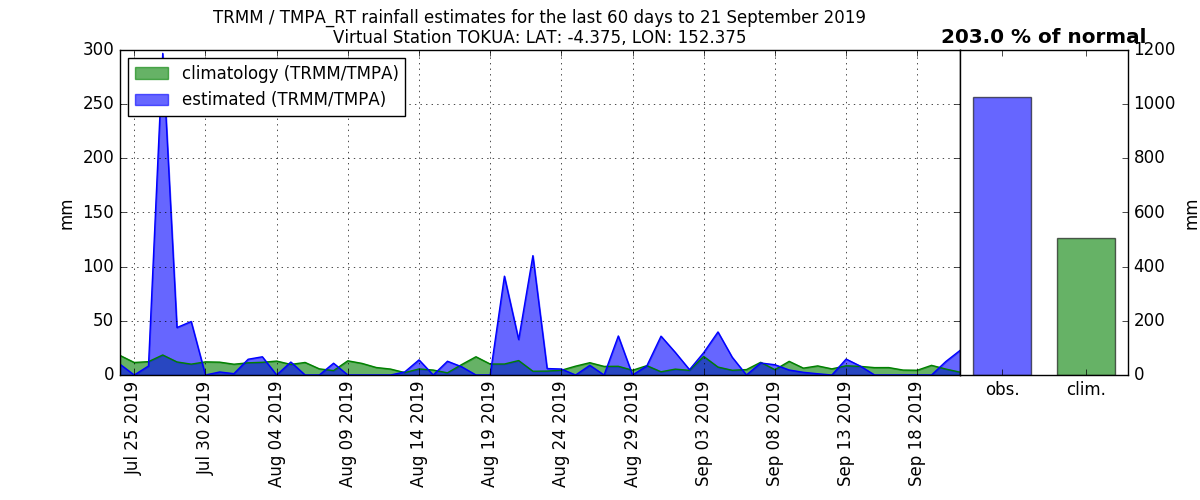 TRMM / TMPA_RT rainfall estimates for the last 60 days to 21 September 2019
Virtual Station TOKUA: LAT: -4.375, LON: 152.375
203.0 % of normal
climatology (TRMM/TMPA)
estimated (TRMM/TMPA)
300
250
200
150
100
50
0
mm
Jul 25 2019
Jul 30 2019
Aug 04 2019
Aug 09 2019
Aug 14 2019
Aug 19 2019
Aug 24 2019
Aug 29 2019
Sep 03 2019
Sep 08 2019
Sep 13 2019
Sep 18 2019
1200
1000
800
600
400
200
0
mm
obs.
clim.